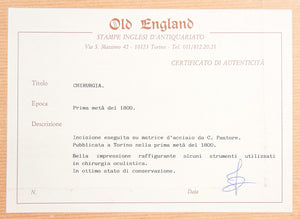 Old England
STAMPE INGLESI D'ANTIQUARIATO
Via S. Massimo 42 - 10123 Torino - Tel. 011/812.20.21
CERTIFICATO DI AUTENTICITÀ
Titolo
CHIRURGIA.
Epoca
Prima metà del 1800.
Descrizione
Incisione eseguita su matrice d'acciaio da C. Pastore.
Pubblicata a Torino nella prima metà del 1800.
Bella impressione raffigurante alcuni strumenti utilizzati
in chirurgia oculistica.
In ottimo stato di conservazione.
N.
Data